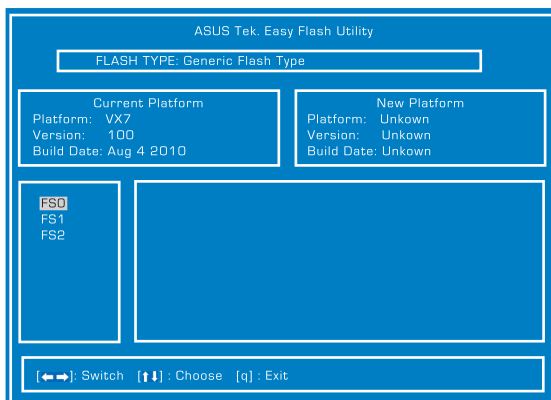 ASUS Tek. Easy Flash Utility
FLASH TYPE: Generic Flash Type
Current Platform
Platform: VX7
Version: 100
Build Date: Aug 4 2010
New Platform
Platform: Unkown
Version: Unkown
Build Date: Unkown
FS0
FS1
FS2
[←→]: Switch [↑↓] : Choose [q] : Exit